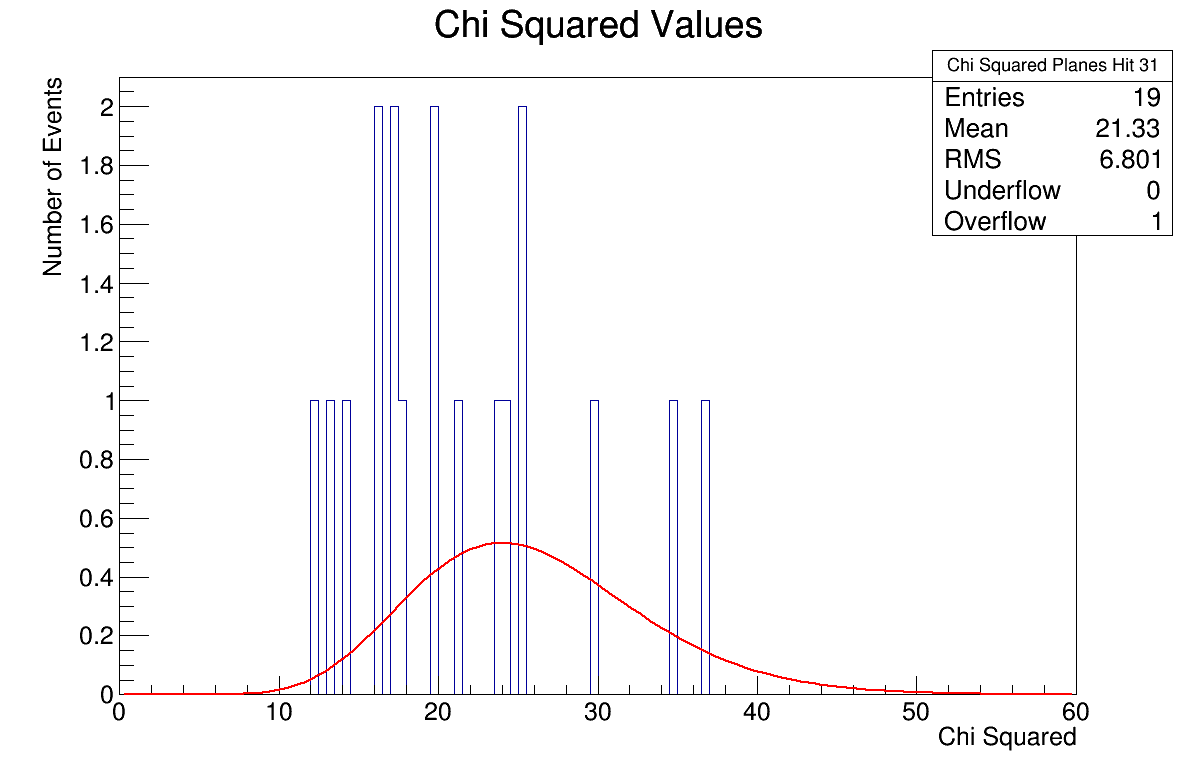 Chi Squared Values
Chi Squared Planes Hit 31
Entries 19
Mean 21.33
RMS 6.801
Underflow 0
Overflow 1
Number of Events
2
1.8
1.6
1.4
1.2
1
0.8
0.6
0.4
0.2
0
0 10 20 30 40 50 60
Chi Squared